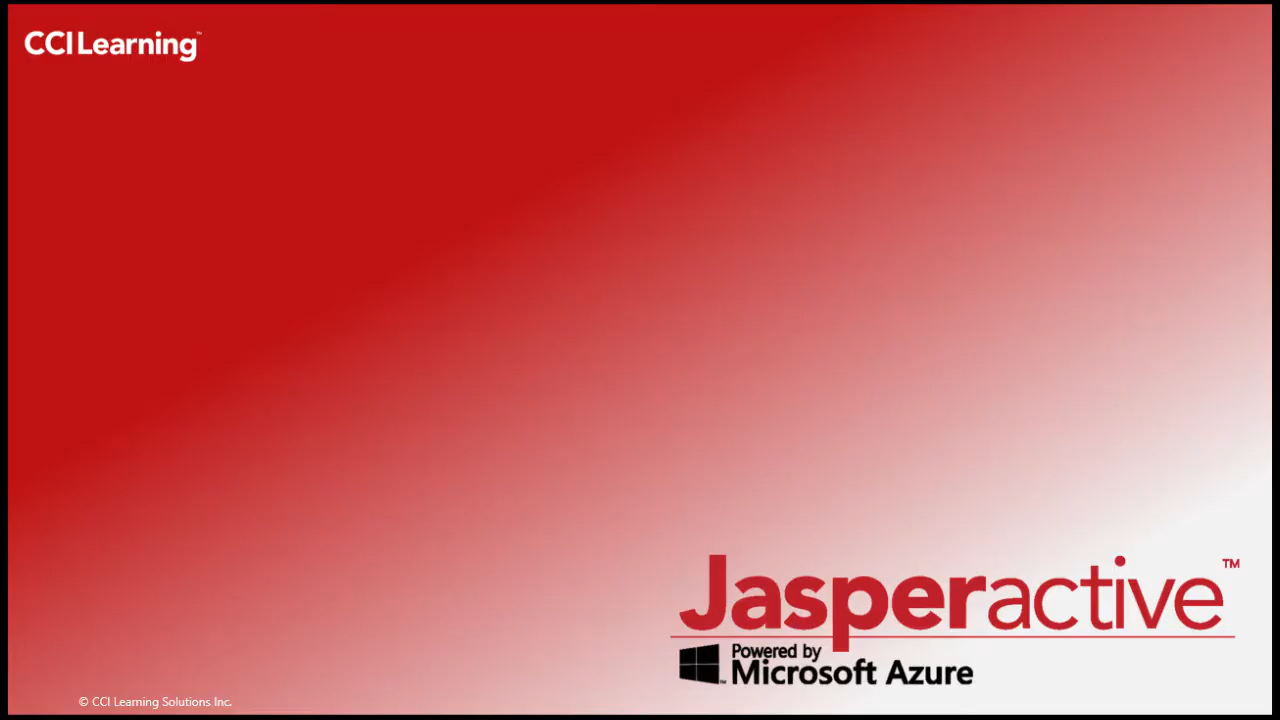 CCI Learning™
Jasperactive™
Powered by
Microsoft Azure
© CCI Learning Solutions Inc.